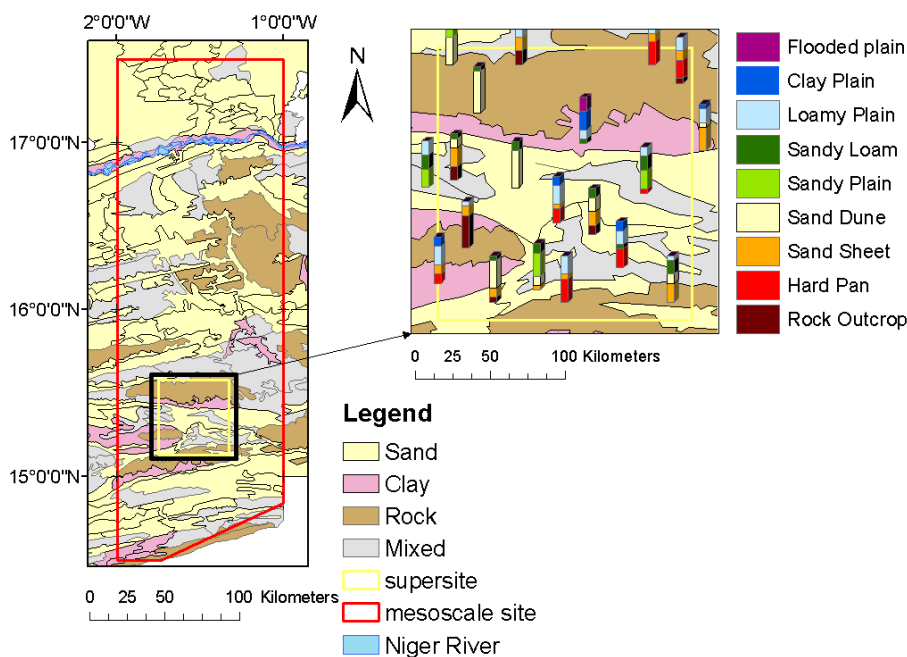 2°0'0"W 1°0'0"W
N
17°0'0"N
16°0'0"N
15°0'0"N
0 25 50 100 Kilometers
0 25 50 100 Kilometers
Flooded plain
Clay Plain
Loamy Plain
Sandy Loam
Sandy Plain
Sand Dune
Sand Sheet
Hard Pan
Rock Outcrop
Legend
Sand
Clay
Rock
Mixed
supersite
mesoscale site
Niger River